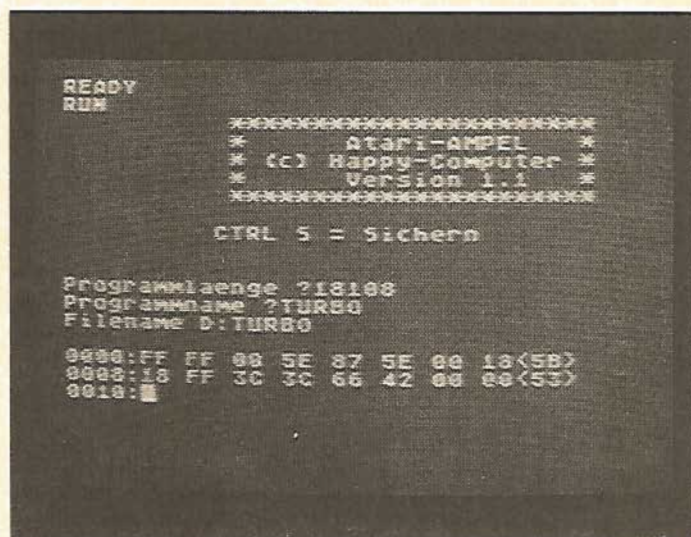 READY
RUN
***********************
* Atari-AMPEL *
* (c) Happy-Computer *
* Version 1.1 *
***********************
CTRL S = Sichern
Programmlaenge ?18108
Programmname ?TURBO
Filename D:TURBO
0000:FF FF 00 5E 87 5E 00 18<5B>
0008:18 FF 3C 3C 66 42 00 00<53>
0010: